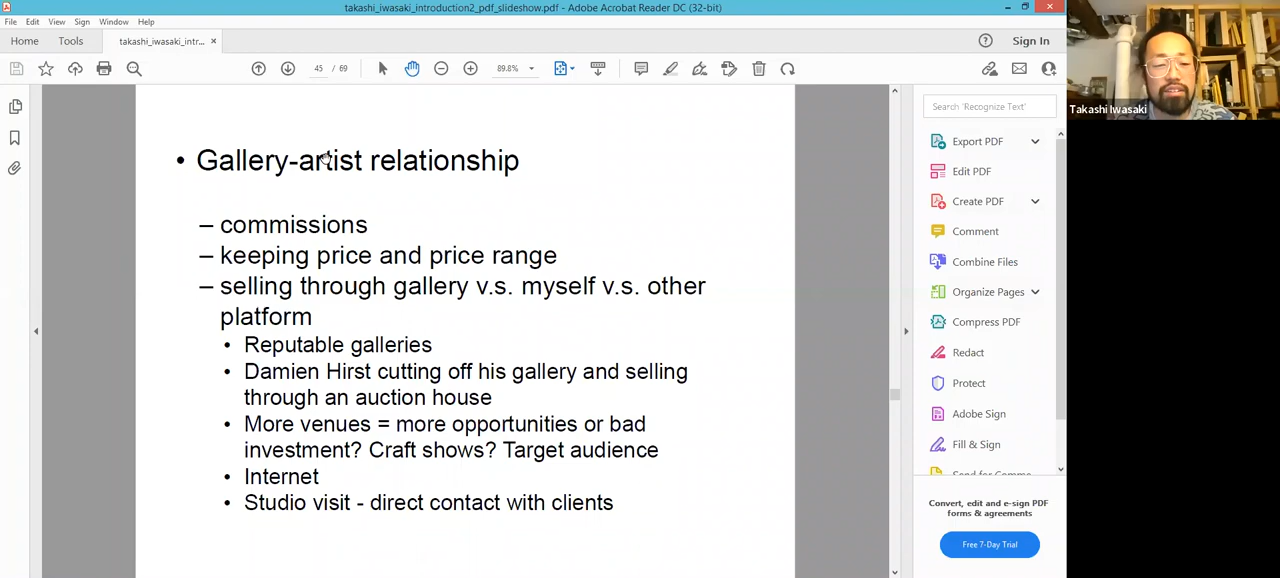 takashi_iwasaki_introduction2_pdf_slideshow.pdf - Adobe Acrobat Reader DC (32-bit)
File Edit View Sign Window Help
Home Tools takashi_iwasaki_intr... × Sign In
45 / 69 89.8%
Takashi Iwasaki
• Gallery-artist relationship
– commissions
– keeping price and price range
– selling through gallery v.s. myself v.s. other
platform
• Reputable galleries
• Damien Hirst cutting off his gallery and selling
through an auction house
• More venues = more opportunities or bad
investment? Craft shows? Target audience
• Internet
• Studio visit - direct contact with clients
Search 'Recognize Text'
Export PDF
Edit PDF
Create PDF
Comment
Combine Files
Organize Pages
Compress PDF
Redact
Protect
Adobe Sign
Fill & Sign
Convert, edit and e-sign PDF
forms & agreements
Free 7-Day Trial